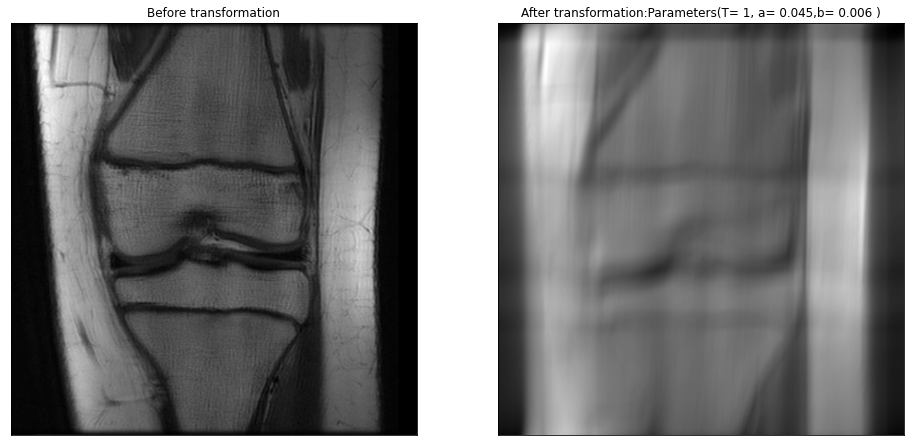 Before transformation
After transformation:Parameters(T= 1, a= 0.045,b= 0.006 )